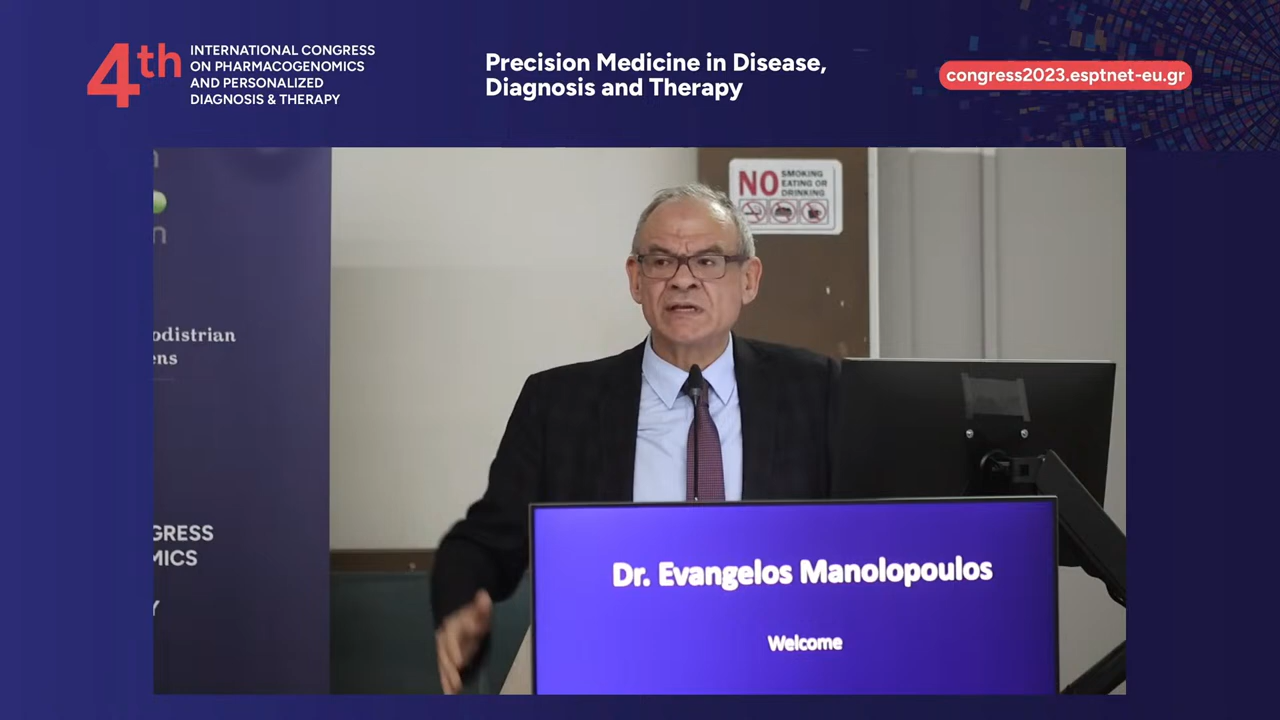 4th
INTERNATIONAL CONGRESS
ON PHARMACOGENOMICS
AND PERSONALIZED
DIAGNOSIS & THERAPY
Precision Medicine in Disease,
Diagnosis and Therapy
congress2023.esptnet-eu.gr
NO
SMOKING
EATING OR
DRINKING
n
odistrian
ens
GRESS
MICS
Y
Dr. Evangelos Manolopoulos
Welcome